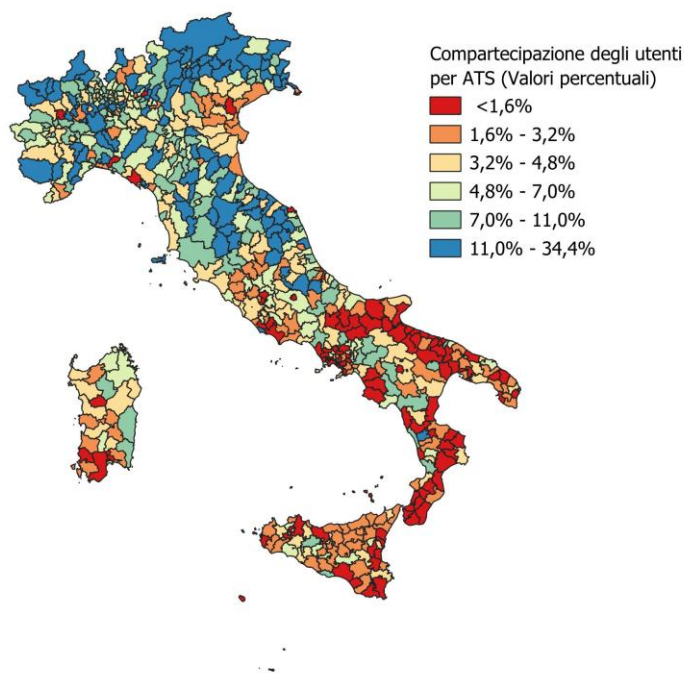 Compartecipazione degli utenti
per ATS (Valori percentuali)
<1,6%
1,6% - 3,2%
3,2% - 4,8%
4,8% - 7,0%
7,0% - 11,0%
11,0% - 34,4%